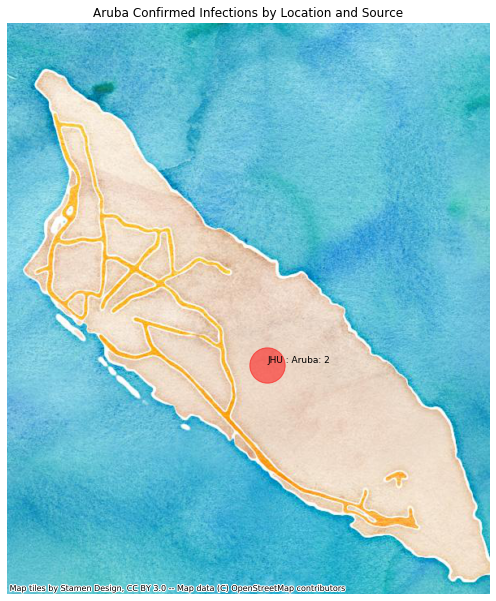 Aruba Confirmed Infections by Location and Source
JHU : Aruba: 2
Map tiles by Stamen Design, CC BY 3.0 -- Map data (C) OpenStreetMap contributors